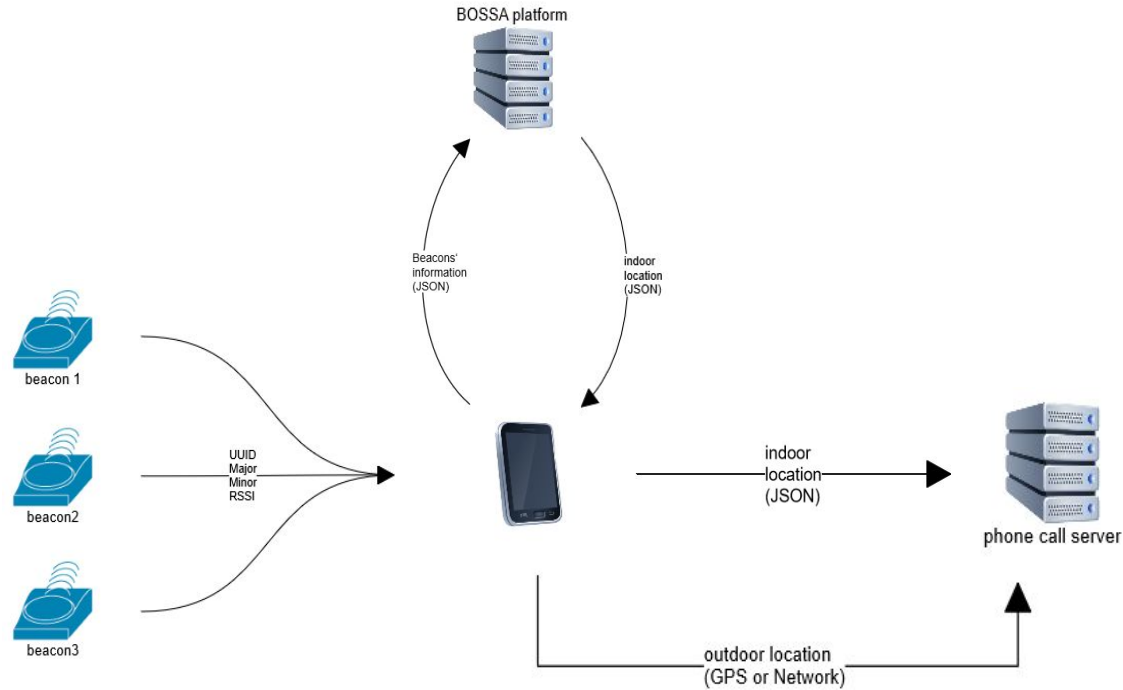 BOSSA platform
Beacons'
information
(JSON)
indoor
location
(JSON)
beacon 1
UUID
Major
Minor
RSSI
beacon2
beacon3
indoor
location
(JSON)
phone call server
outdoor location
(GPS or Network)